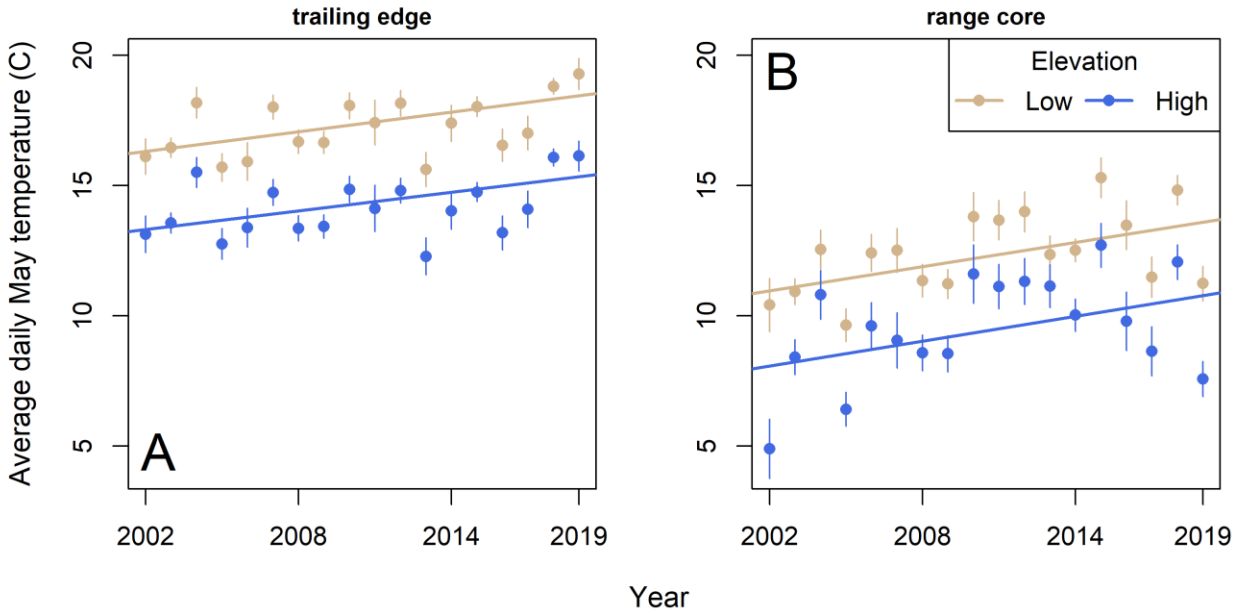 trailing edge
range core
Average daily May temperature (C)
20
15
10
5
A
2002
2008
2014
2019
20
15
10
5
B
Elevation
Low
High
2002
2008
2014
2019
Year